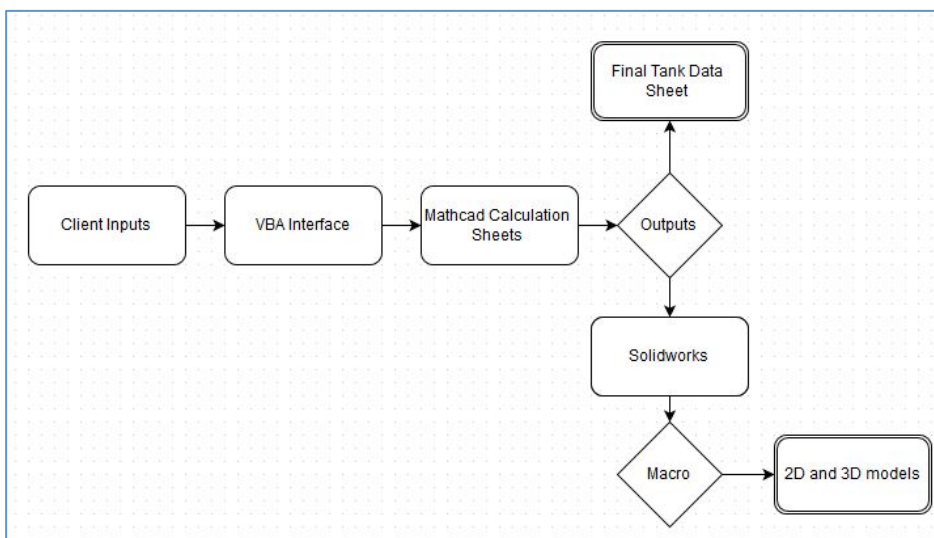 Final Tank Data
Sheet
Client Inputs
VBA Interface
Mathcad Calculation
Sheets
Outputs
Solidworks
Macro
2D and 3D models